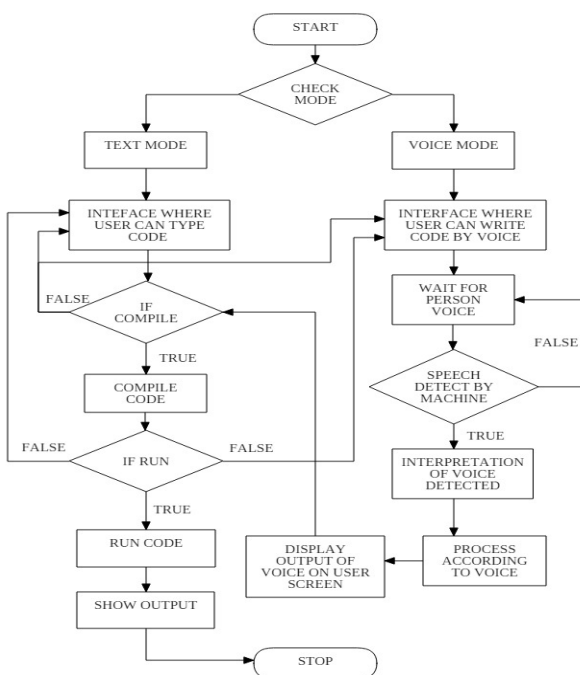 START
CHECK
MODE
TEXT MODE
VOICE MODE
INTEFACE WHERE
USER CAN TYPE
CODE
INTERFACE WHERE
USER CAN WRITE
CODE BY VOICE
WAIT FOR
PERSON
VOICE
FALSE
IF
COMPILE
FALSE
TRUE
SPEECH
DETECT BY
MACHINE
COMPILE
CODE
TRUE
FALSE
IF RUN
FALSE
INTERPRETATION
OF VOICE
DETECTED
TRUE
RUN CODE
DISPLAY
OUTPUT OF
VOICE ON USER
SCREEN
PROCESS
ACCORDING
TO VOICE
SHOW OUTPUT
STOP